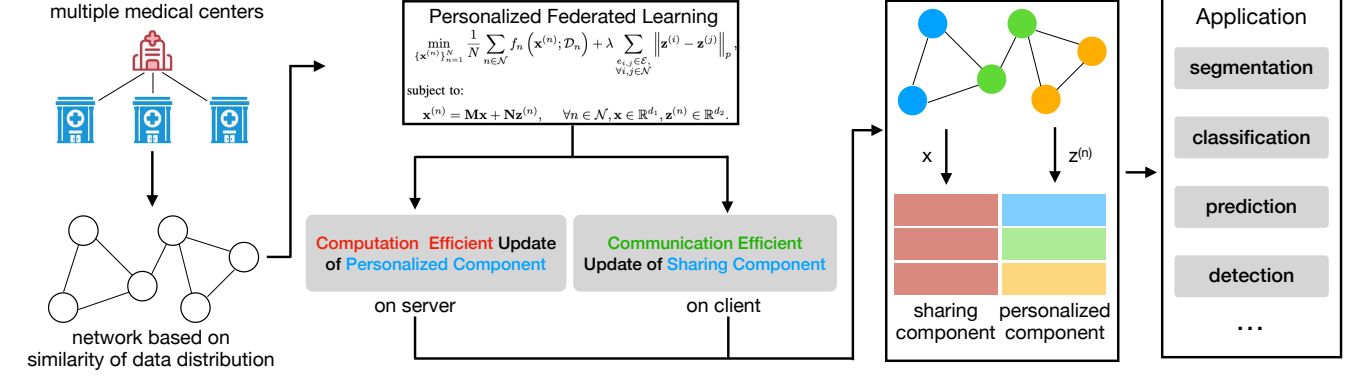 multiple medical centers
network based on
similarity of data distribution
Personalized Federated Learning
min_{\{\mathbf{x}^{(n)}\}_{n=1}^{N}} \frac{1}{N} \sum_{n \in \mathcal{N}} f_n \left( \mathbf{x}^{(n)}; \mathcal{D}_n \right) + \lambda \sum_{e_{i,j} \in \mathcal{E}, \forall i,j \in \mathcal{N}} \left\| \mathbf{z}^{(i)} - \mathbf{z}^{(j)} \right\|_p,
subject to:
\mathbf{x}^{(n)} = \mathbf{M}\mathbf{x} + \mathbf{N}\mathbf{z}^{(n)}, \quad \forall n \in \mathcal{N}, \mathbf{x} \in \mathbb{R}^{d_1}, \mathbf{z}^{(n)} \in \mathbb{R}^{d_2}.
Computation Efficient Update
of Personalized Component
on server
Communication Efficient
Update of Sharing Component
on client
x
z(n)
sharing
component
personalized
component
Application
segmentation
classification
prediction
detection
...